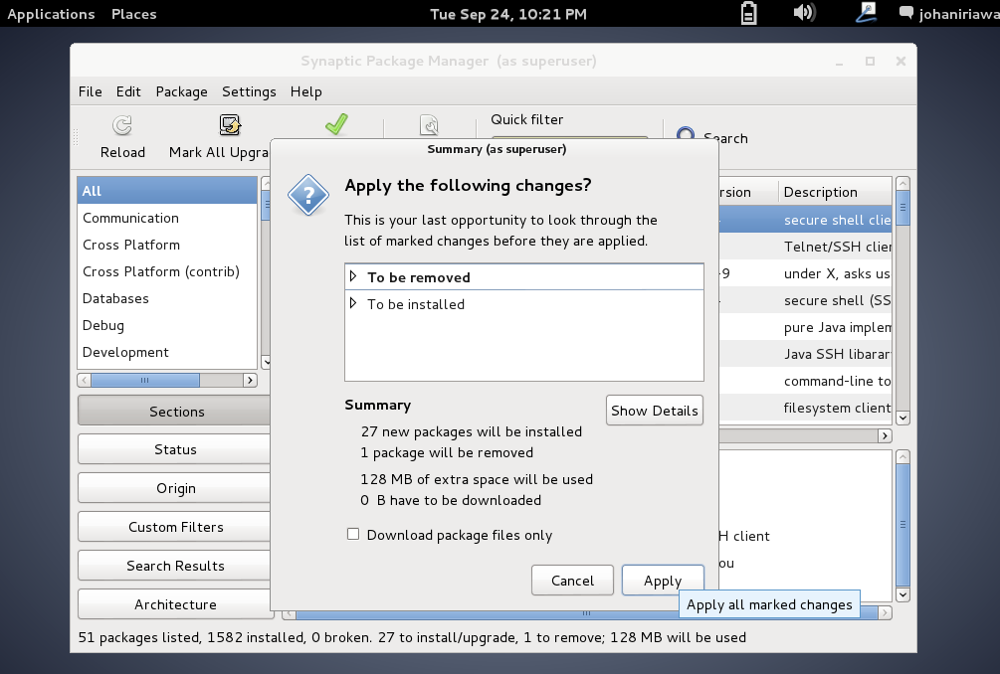 Applications Places Tue Sep 24, 10:21 PM johaniriawa
Synaptic Package Manager (as superuser)
File Edit Package Settings Help
Reload Mark All Upgra
Quick filter
Search
Summary (as superuser)
Apply the following changes?
This is your last opportunity to look through the
list of marked changes before they are applied.
To be removed
To be installed
Summary
Show Details
27 new packages will be installed
1 package will be removed
128 MB of extra space will be used
0 B have to be downloaded
Download package files only
Cancel Apply
Apply all marked changes
All
Communication
Cross Platform
Cross Platform (contrib)
Databases
Debug
Development
Sections
Status
Origin
Custom Filters
Search Results
Architecture
rsion Description
secure shell clie
Telnet/SSH clier
-9 under X, asks us
secure shell (SS
pure Java implem
Java SSH libarar
command-line to
filesystem client
H client
ou
51 packages listed, 1582 installed, 0 broken. 27 to install/upgrade, 1 to remove; 128 MB will be used